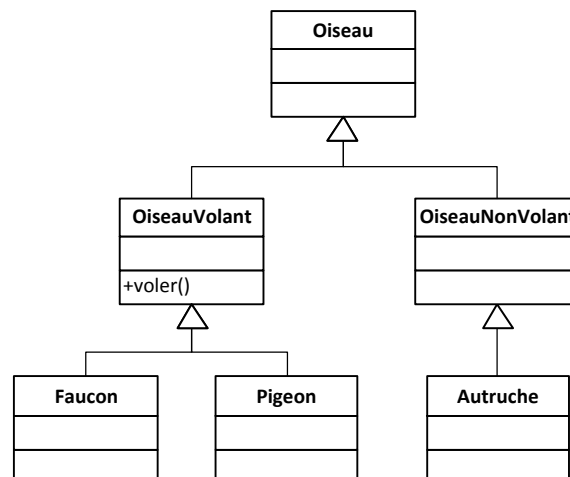 Oiseau
OiseauVolant
OiseauNonVolant
+voler()
Faucon
Pigeon
Autruche